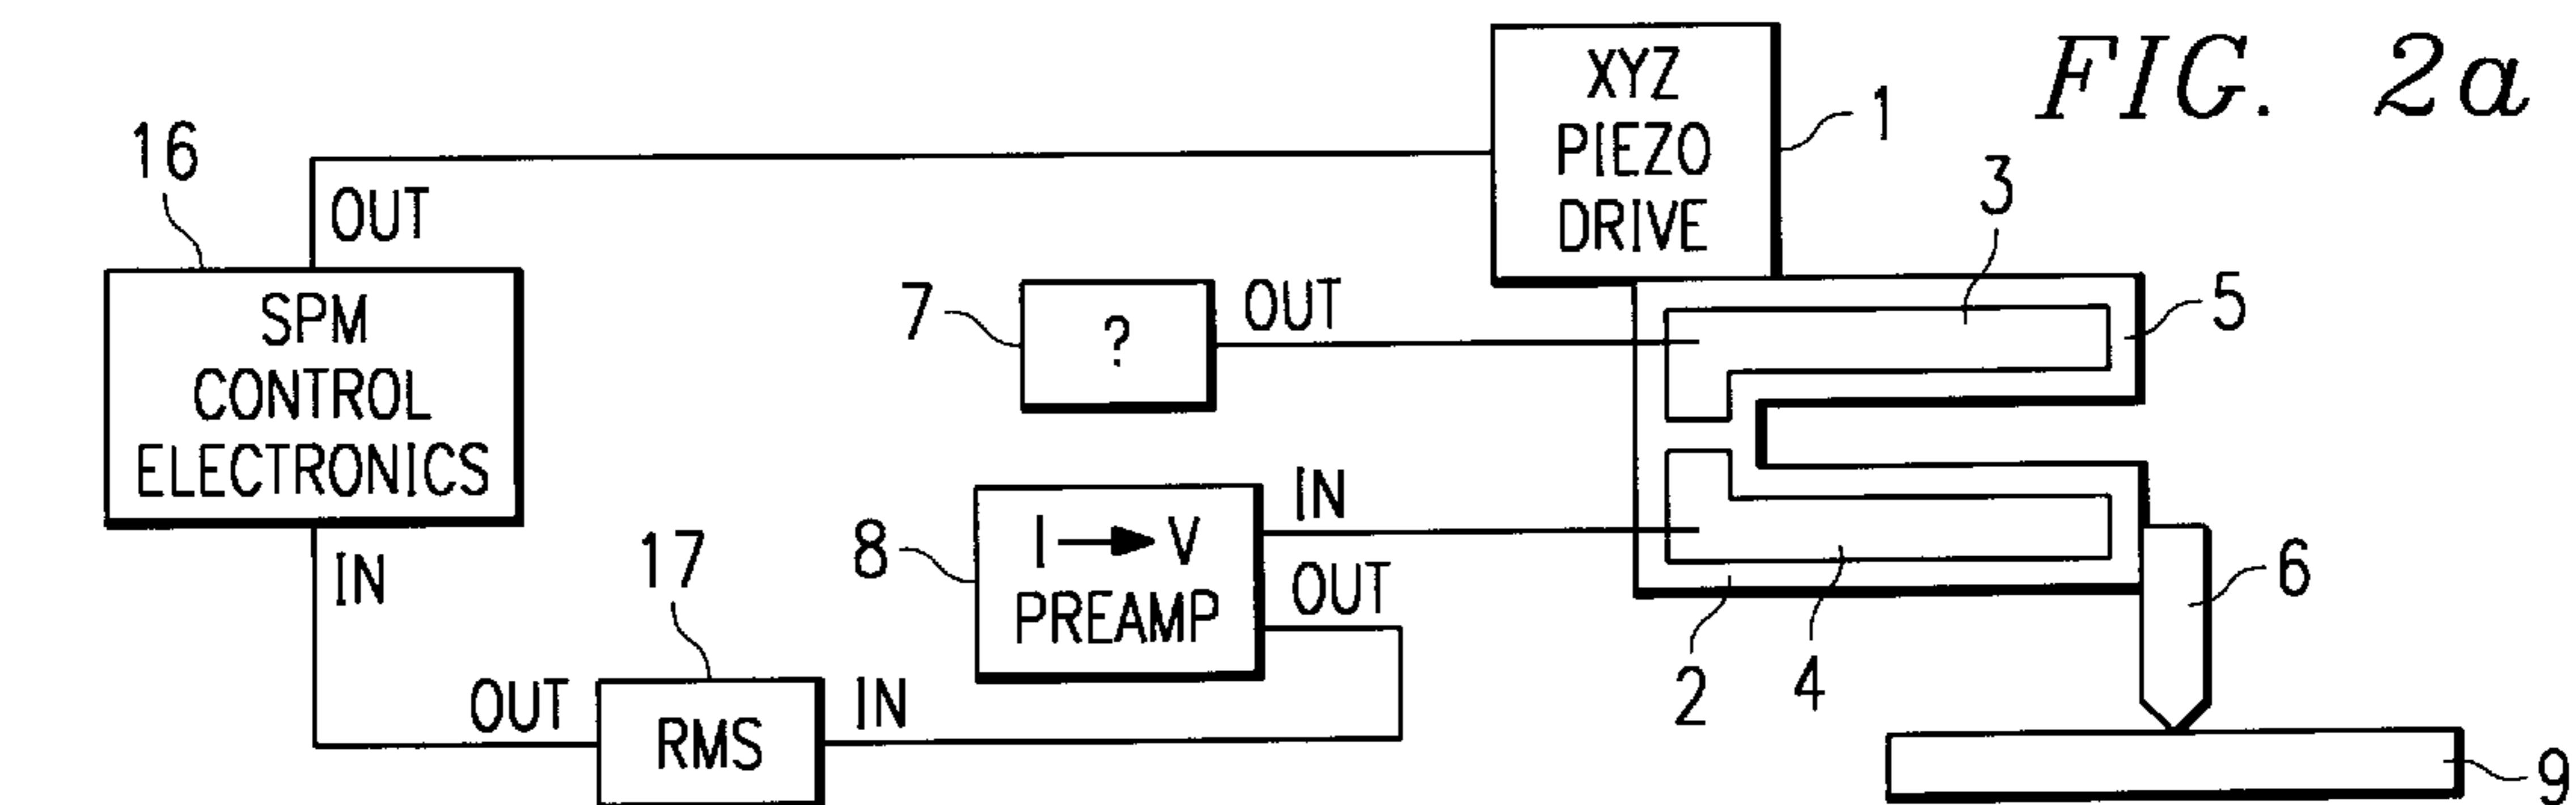 FIG. 2a
XYZ
PIEZO
DRIVE
1
16
OUT
3
SPM
CONTROL
ELECTRONICS
7
?
OUT
5
IN
8
I → V
PREAMP
IN
OUT
17
6
2
4
OUT
RMS
IN
9